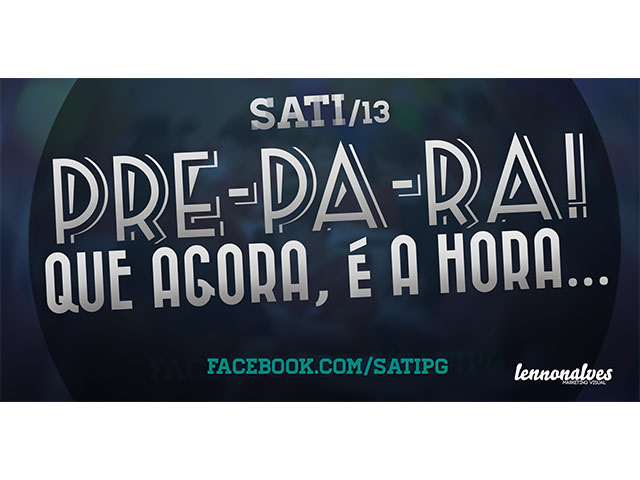 SATI/13
PRE-PA-RA!
QUE AGORA, É A HORA...
FACEBOOK.COM/SATIPG
lennonalves
MARKETING VISUAL